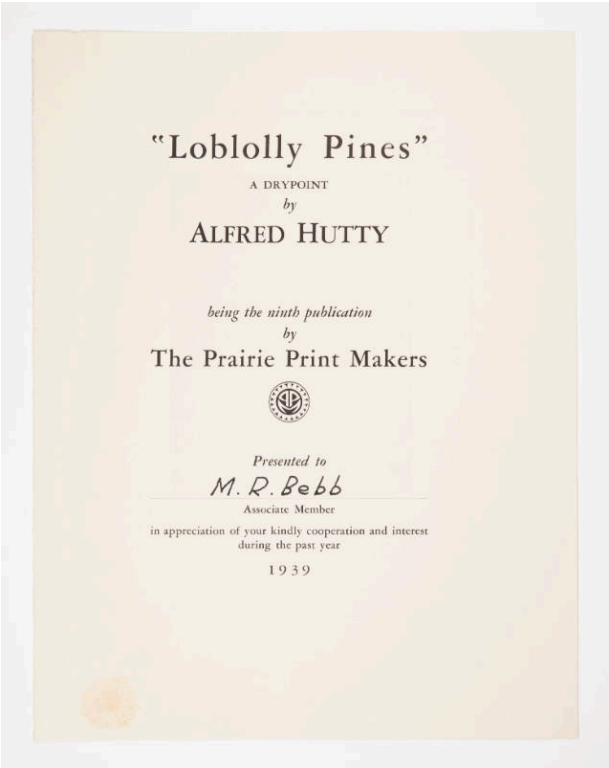 "Loblolly Pines"
A DRYPOINT
by
ALFRED HUTTY
being the ninth publication
by
The Prairie Print Makers
Presented to
M. R. Bebb
Associate Member
in appreciation of your kindly cooperation and interest
during the past year
1939